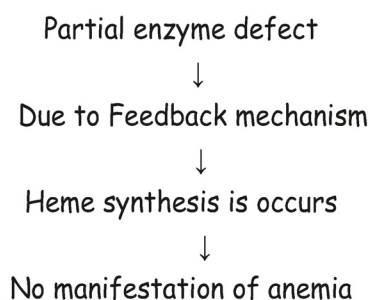 Partial enzyme defect
↓
Due to Feedback mechanism
↓
Heme synthesis is occurs
↓
No manifestation of anemia